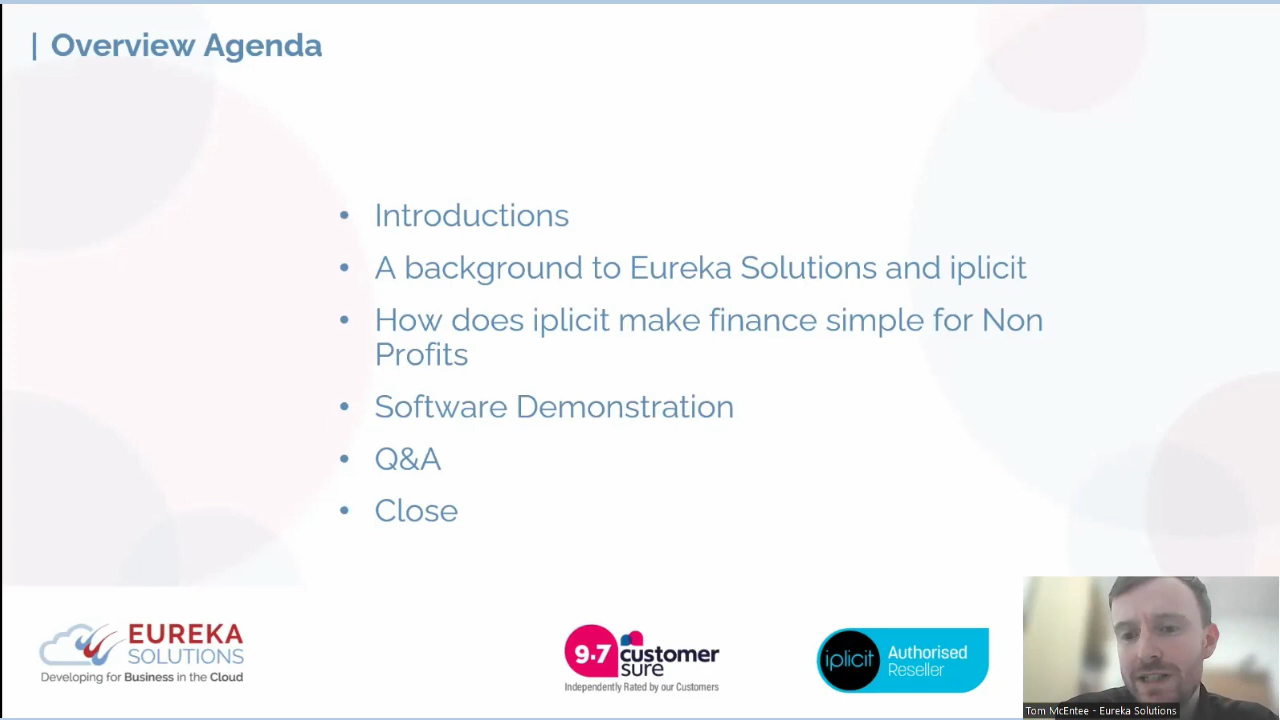 | Overview Agenda
• Introductions
• A background to Eureka Solutions and iplicit
• How does iplicit make finance simple for Non
Profits
• Software Demonstration
• Q&A
• Close
EUREKA
SOLUTIONS
Developing for Business in the Cloud
9.7 customer
sure
Independently Rated by our Customers
iplicit
Authorised
Reseller
Tom McEntee - Eureka Solutions